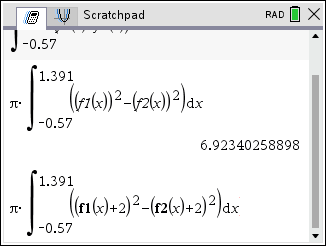 Scratchpad RAD
-0.57
π· ∫ 1.391 -0.57 ((f1(x))²-(f2(x))²)dx
6.92340258898
π· ∫ 1.391 -0.57 ((f1(x)+2)²-(f2(x)+2)²)dx